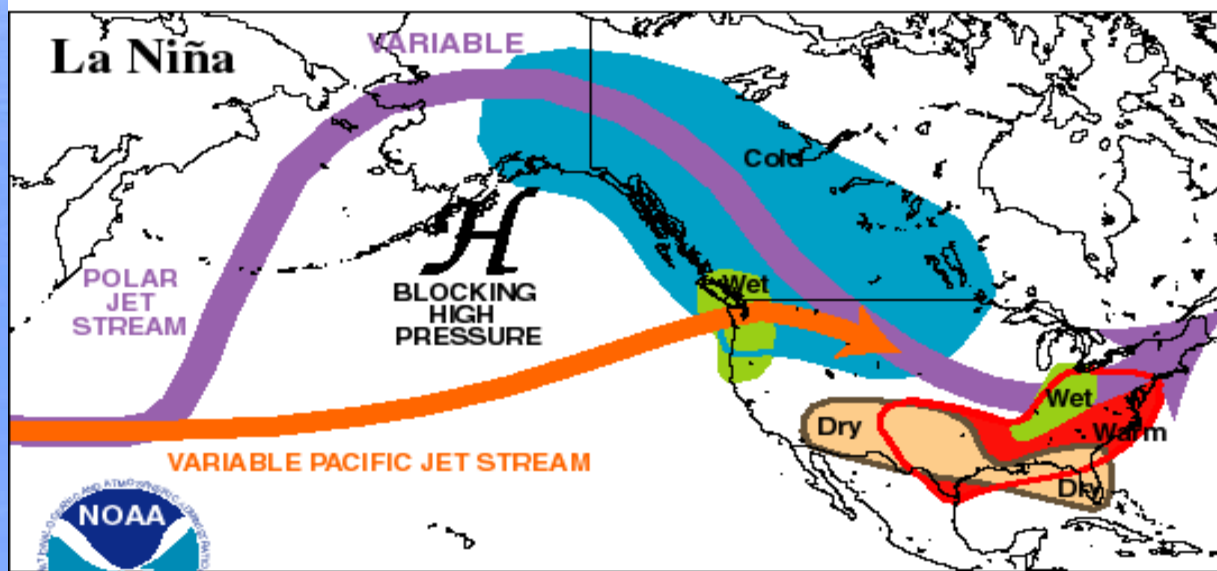 La Niña
VARIABLE
Cold
POLAR
JET
STREAM
H
BLOCKING
HIGH
PRESSURE
Wet
VARIABLE PACIFIC JET STREAM
Dry
Wet
Warm
Dry
NOAA